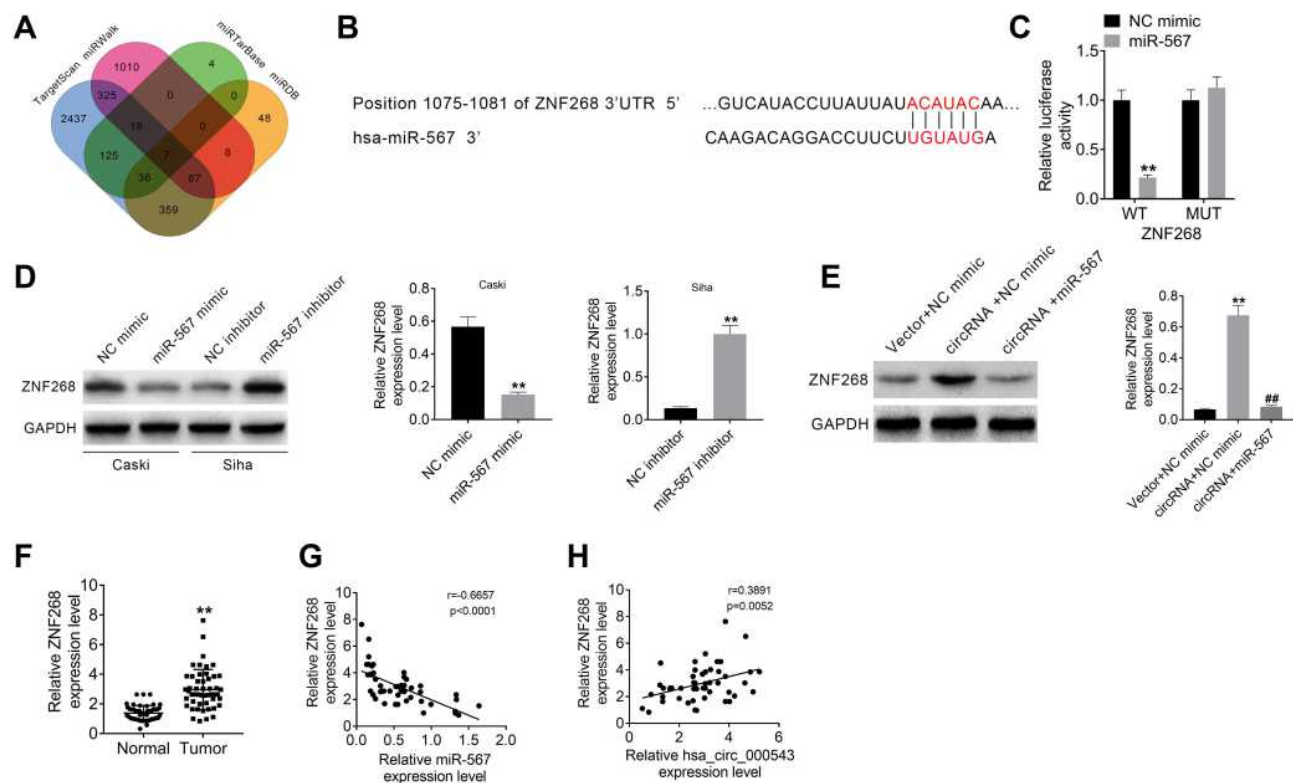 A
TargetScan
miRWalk
miRTarBase
miRDB
1010
4
325
0
0
2437
18
0
48
125
7
8
36
87
359
B
Position 1075-1081 of ZNF268 3'UTR 5' ...GUCAUACCUUAUUAUACAUACAA...
hsa-miR-567 3' CAAGACAGGACCUUCUUGUAUGA
C
NC mimic
miR-567
Relative luciferase
activity
1.5
1.0
0.5
0.0
**
WT MUT
ZNF268
D
NC mimic
miR-567 mimic
NC inhibitor
miR-567 inhibitor
ZNF268
GAPDH
Caski Siha
Caski
Relative ZNF268
expression level
0.8
0.6
0.4
0.2
0.0
**
NC mimic
miR-567 mimic
Siha
Relative ZNF268
expression level
1.5
1.0
0.5
0.0
**
NC inhibitor
miR-567 inhibitor
E
Vector+NC mimic
circRNA +NC mimic
circRNA +miR-567
ZNF268
GAPDH
Relative ZNF268
expression level
0.8
0.6
0.4
0.2
0.0
**
##
Vector+NC mimic
circRNA+NC mimic
circRNA+miR-567
F
Relative ZNF268
expression level
10
8
6
4
2
0
**
Normal Tumor
G
Relative ZNF268
expression level
10
8
6
4
2
0
r=-0.6657
p<0.0001
0.0 0.5 1.0 1.5 2.0
Relative miR-567
expression level
H
Relative ZNF268
expression level
10
8
6
4
2
0
r=0.3891
p=0.0052
0 2 4 6
Relative hsa_circ_000543
expression level